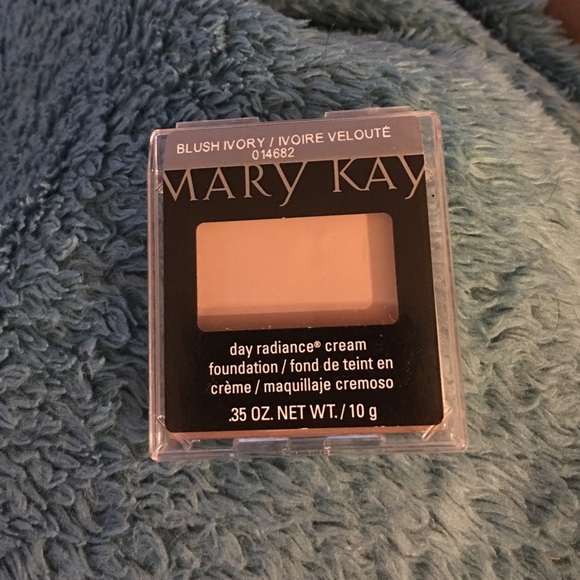 BLUSH IVORY / IVOIRE VELOUTÉ
014682
MARY KAY
day radiance® cream
foundation / fond de teint en
crème / maquillaje cremoso
.35 OZ. NET WT. / 10 g